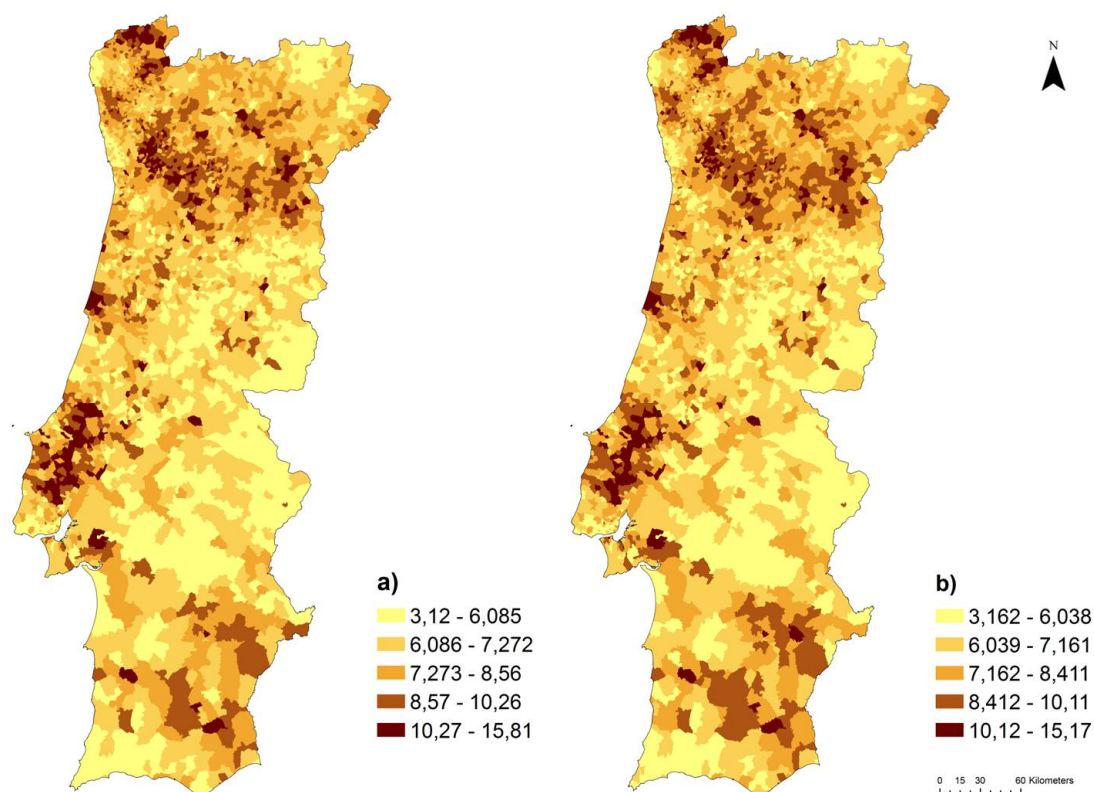 N
a)
3,12 - 6,085
6,086 - 7,272
7,273 - 8,56
8,57 - 10,26
10,27 - 15,81
b)
3,162 - 6,038
6,039 - 7,161
7,162 - 8,411
8,412 - 10,11
10,12 - 15,17
0 15 30 60 Kilometers